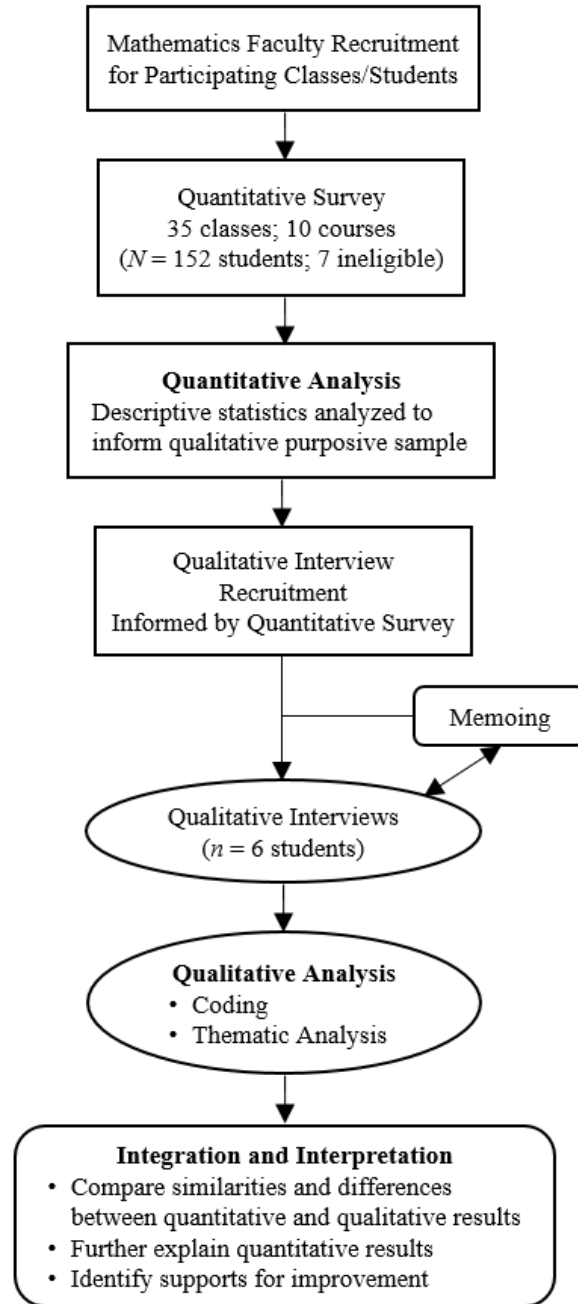 Mathematics Faculty Recruitment
for Participating Classes/Students
Quantitative Survey
35 classes; 10 courses
(N = 152 students; 7 ineligible)
Quantitative Analysis
Descriptive statistics analyzed to
inform qualitative purposive sample
Qualitative Interview
Recruitment
Informed by Quantitative Survey
Memoing
Qualitative Interviews
(n = 6 students)
Qualitative Analysis
• Coding
• Thematic Analysis
Integration and Interpretation
• Compare similarities and differences
between quantitative and qualitative results
• Further explain quantitative results
• Identify supports for improvement